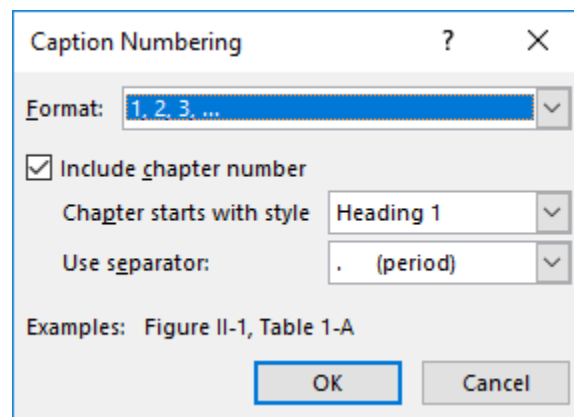 Caption Numbering ?
Format: 1, 2, 3, ...
Include chapter number
Chapter starts with style Heading 1
Use separator: . (period)
Examples: Figure II-1, Table 1-A
OK Cancel